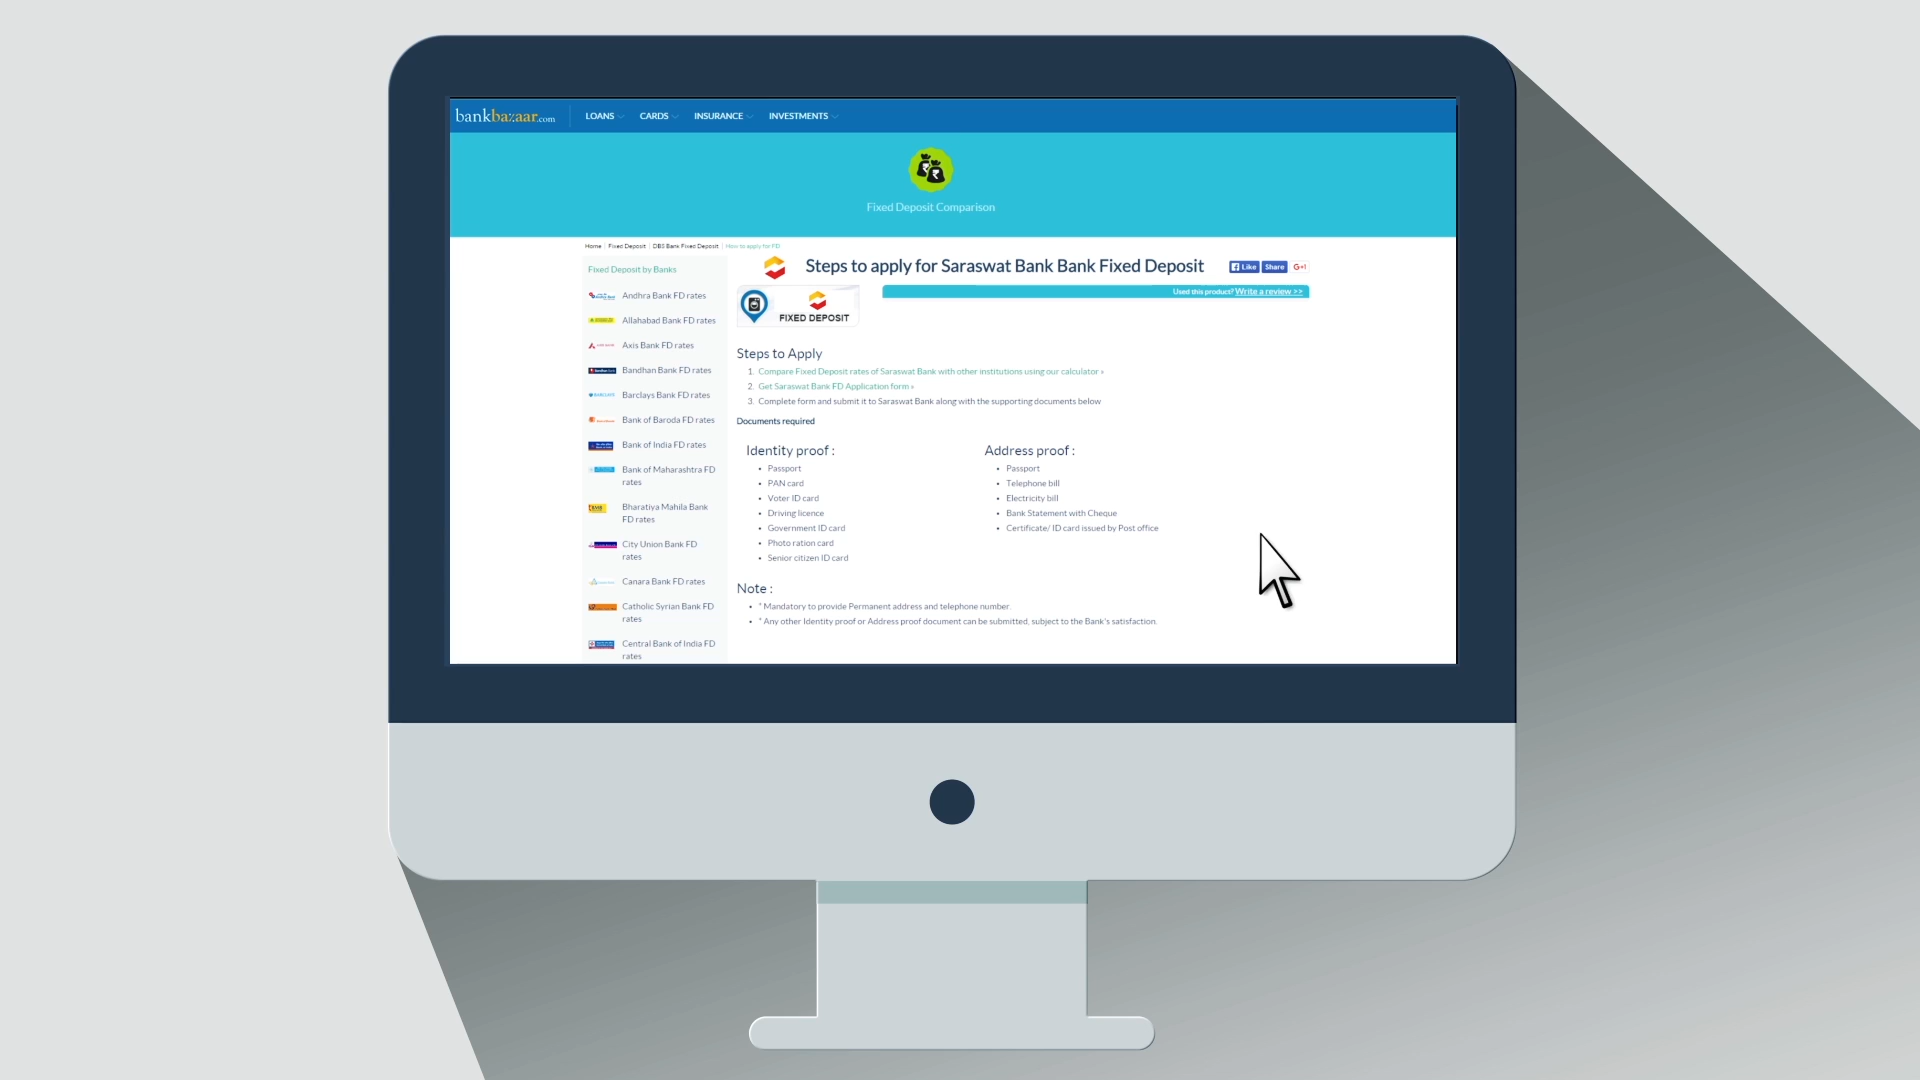 bankbazaar.com
LOANS
CARDS
INSURANCE
INVESTMENTS
Fixed Deposit Comparison
Home | Fixed Deposit | DBS Bank Fixed Deposit | How to apply for FD
Fixed Deposit by Banks
Andhra Bank FD rates
Allahabad Bank FD rates
Axis Bank FD rates
Bandhan Bank FD rates
Barclays Bank FD rates
Bank of Baroda FD rates
Bank of India FD rates
Bank of Maharashtra FD
rates
Bharatiya Mahila Bank
FD rates
City Union Bank FD
rates
Canara Bank FD rates
Catholic Syrian Bank FD
rates
Central Bank of India FD
rates
Steps to apply for Saraswat Bank Bank Fixed Deposit
Like
Share
G+1
FIXED DEPOSIT
Used this product? Write a review >>
Steps to Apply
1. Compare Fixed Deposit rates of Saraswat Bank with other institutions using our calculator »
2. Get Saraswat Bank FD Application form »
3. Complete form and submit it to Saraswat Bank along with the supporting documents below
Documents required
Identity proof :
• Passport
• PAN card
• Voter ID card
• Driving licence
• Government ID card
• Photo ration card
• Senior citizen ID card
Address proof :
• Passport
• Telephone bill
• Electricity bill
• Bank Statement with Cheque
• Certificate/ ID card issued by Post office
Note :
• * Mandatory to provide Permanent address and telephone number.
• * Any other Identity proof or Address proof document can be submitted, subject to the Bank's satisfaction.